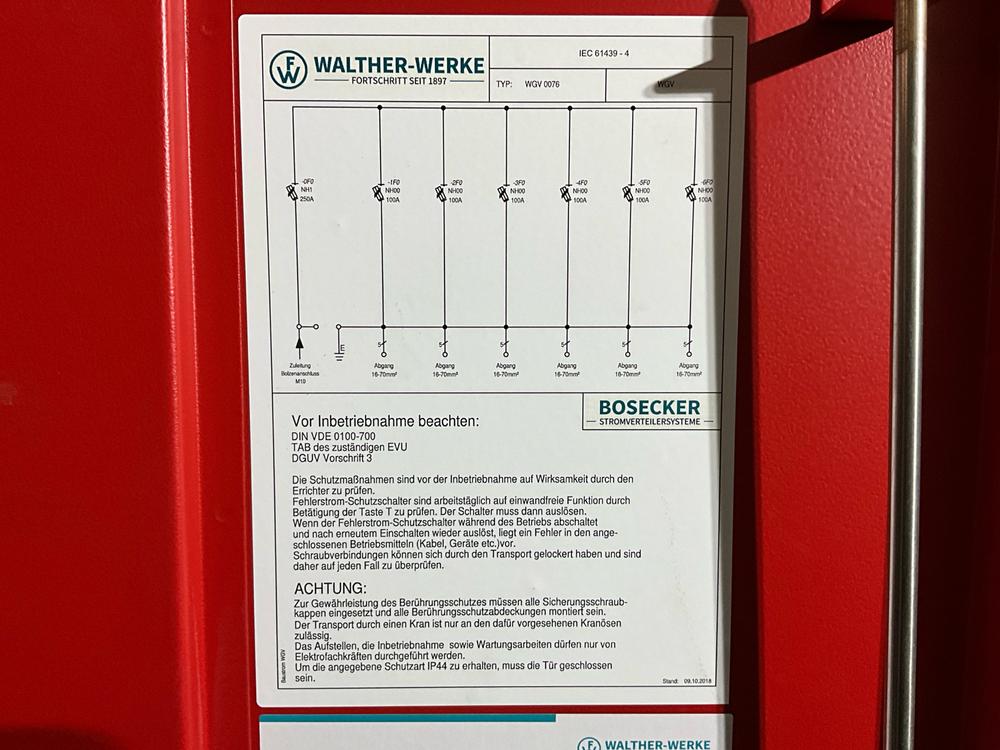 WALTHER-WERKE
FORTSCHRITT SEIT 1897
IEC 61439 - 4
TYP: WGV 0076
WGV
-0F0
NH1
250A
-1F0
NH00
100A
-2F0
NH00
100A
-3F0
NH00
100A
-4F0
NH00
100A
-5F0
NH00
100A
-6F0
NH00
100A
E
5
5
5
5
5
5
Zuleitung
Bolzenanschluss
M10
Abgang
16-70mm²
Abgang
16-70mm²
Abgang
16-70mm²
Abgang
16-70mm²
Abgang
16-70mm²
Abgang
16-70mm²
BOSECKER
STROMVERTEILERSYSTEME
Vor Inbetriebnahme beachten:
DIN VDE 0100-700
TAB des zuständigen EVU
DGUV Vorschrift 3
Die Schutzmaßnahmen sind vor der Inbetriebnahme auf Wirksamkeit durch den
Errichter zu prüfen.
Fehlerstrom-Schutzschalter sind arbeitstäglich auf einwandfreie Funktion durch
Betätigung der Taste T zu prüfen. Der Schalter muss dann auslösen.
Wenn der Fehlerstrom-Schutzschalter während des Betriebs abschaltet
und nach erneutem Einschalten wieder auslöst, liegt ein Fehler in den ange-
schlossenen Betriebsmitteln (Kabel, Geräte etc.)vor.
Schraubverbindungen können sich durch den Transport gelockert haben und sind
daher auf jeden Fall zu überprüfen.
ACHTUNG:
Zur Gewährleistung des Berührungsschutzes müssen alle Sicherungsschraub-
kappen eingesetzt und alle Berührungsschutzabdeckungen montiert sein.
Der Transport durch einen Kran ist nur an den dafür vorgesehenen Kranösen
zulässig.
Das Aufstellen, die Inbetriebnahme sowie Wartungsarbeiten dürfen nur von
Elektrofachkräften durchgeführt werden.
Um die angegebene Schutzart IP44 zu erhalten, muss die Tür geschlossen
sein.
Baustrom WGV
Stand: 09.10.2018
WALTHER-WERKE